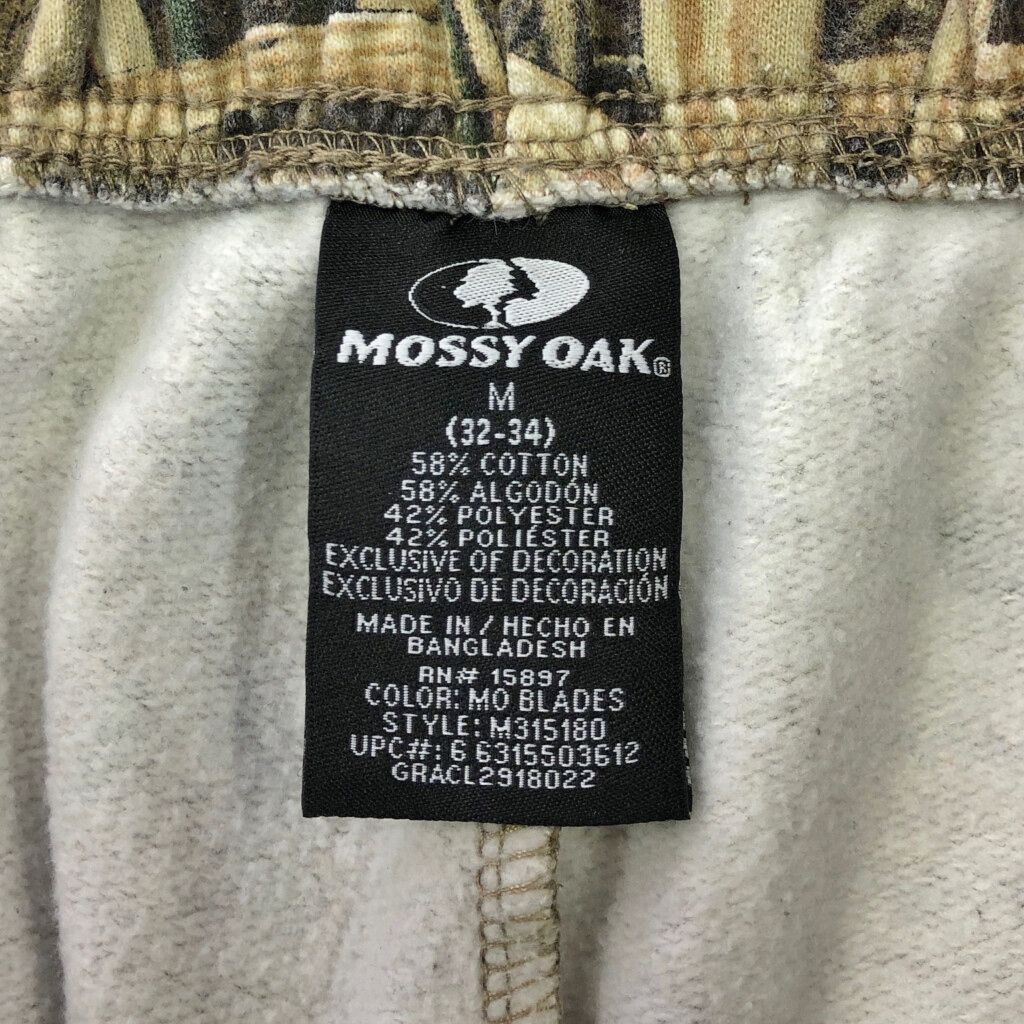 MOSSY OAK®
M
(32-34)
58% COTTON
58% ALGODÓN
42% POLYESTER
42% POLIÉSTER
EXCLUSIVE OF DECORATION
EXCLUSIVO DE DECORACIÓN
MADE IN / HECHO EN
BANGLADESH
RN# 15897
COLOR: MO BLADES
STYLE: M315180
UPC#: 6 6315503612
GRACL2918022